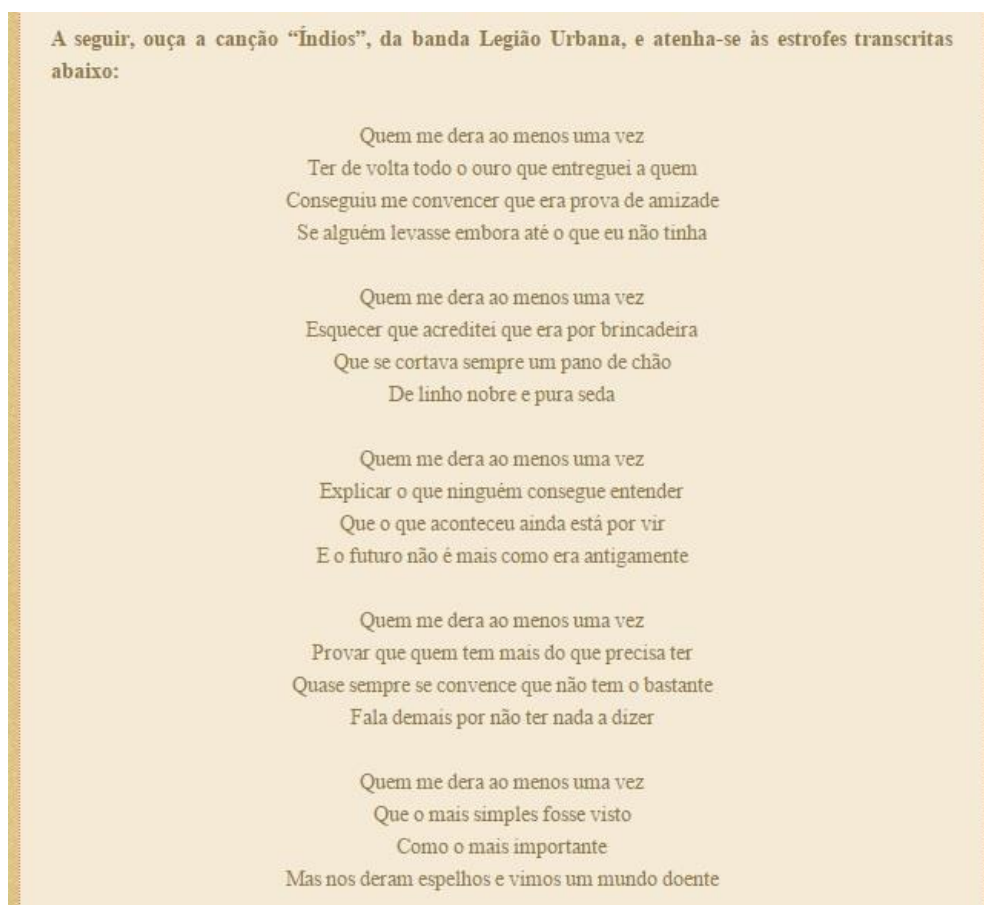 A seguir, ouça a canção “Índios”, da banda Legião Urbana, e atenha-se às estrofes transcritas
abaixo:
Quem me dera ao menos uma vez
Ter de volta todo o ouro que entreguei a quem
Conseguiu me convencer que era prova de amizade
Se alguém levasse embora até o que eu não tinha
Quem me dera ao menos uma vez
Esquecer que acreditei que era por brincadeira
Que se cortava sempre um pano de chão
De linho nobre e pura seda
Quem me dera ao menos uma vez
Explicar o que ninguém consegue entender
Que o que aconteceu ainda está por vir
E o futuro não é mais como era antigamente
Quem me dera ao menos uma vez
Provar que quem tem mais do que precisa ter
Quase sempre se convence que não tem o bastante
Fala demais por não ter nada a dizer
Quem me dera ao menos uma vez
Que o mais simples fosse visto
Como o mais importante
Mas nos deram espelhos e vimos um mundo doente